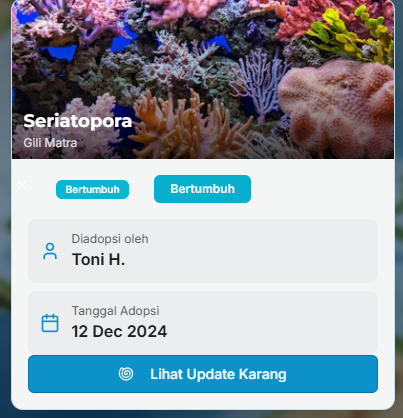 Seriatopora
Gili Matra
Bertumbuh
Bertumbuh
Diadopsi oleh
Toni H.
Tanggal Adopsi
12 Dec 2024
Lihat Update Karang